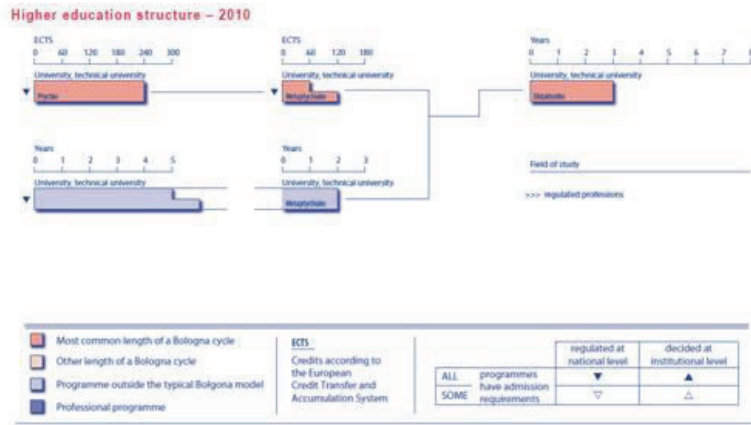 Higher education structure – 2010
ECTS
0 60 120 180 240 300
University, technical university
Ptychio
ECTS
0 60 120 180
University, technical university
Metaptychiako
Years
0 1 2 3 4 5 6 7 8
University, technical university
Didaktoriko
Years
0 1 2 3 4 5
University, technical university
Years
0 1 2 3
University, technical university
Metaptychiako
Field of study
>>> regulated professions
Most common length of a Bologna cycle
Other length of a Bologna cycle
Programme outside the typical Bolgona model
Professional programme
ECTS
Credits according to
the European
Credit Transfer and
Accumulation System
regulated at
national level
decided at
institutional level
ALL
SOME
programmes
have admission
requirements